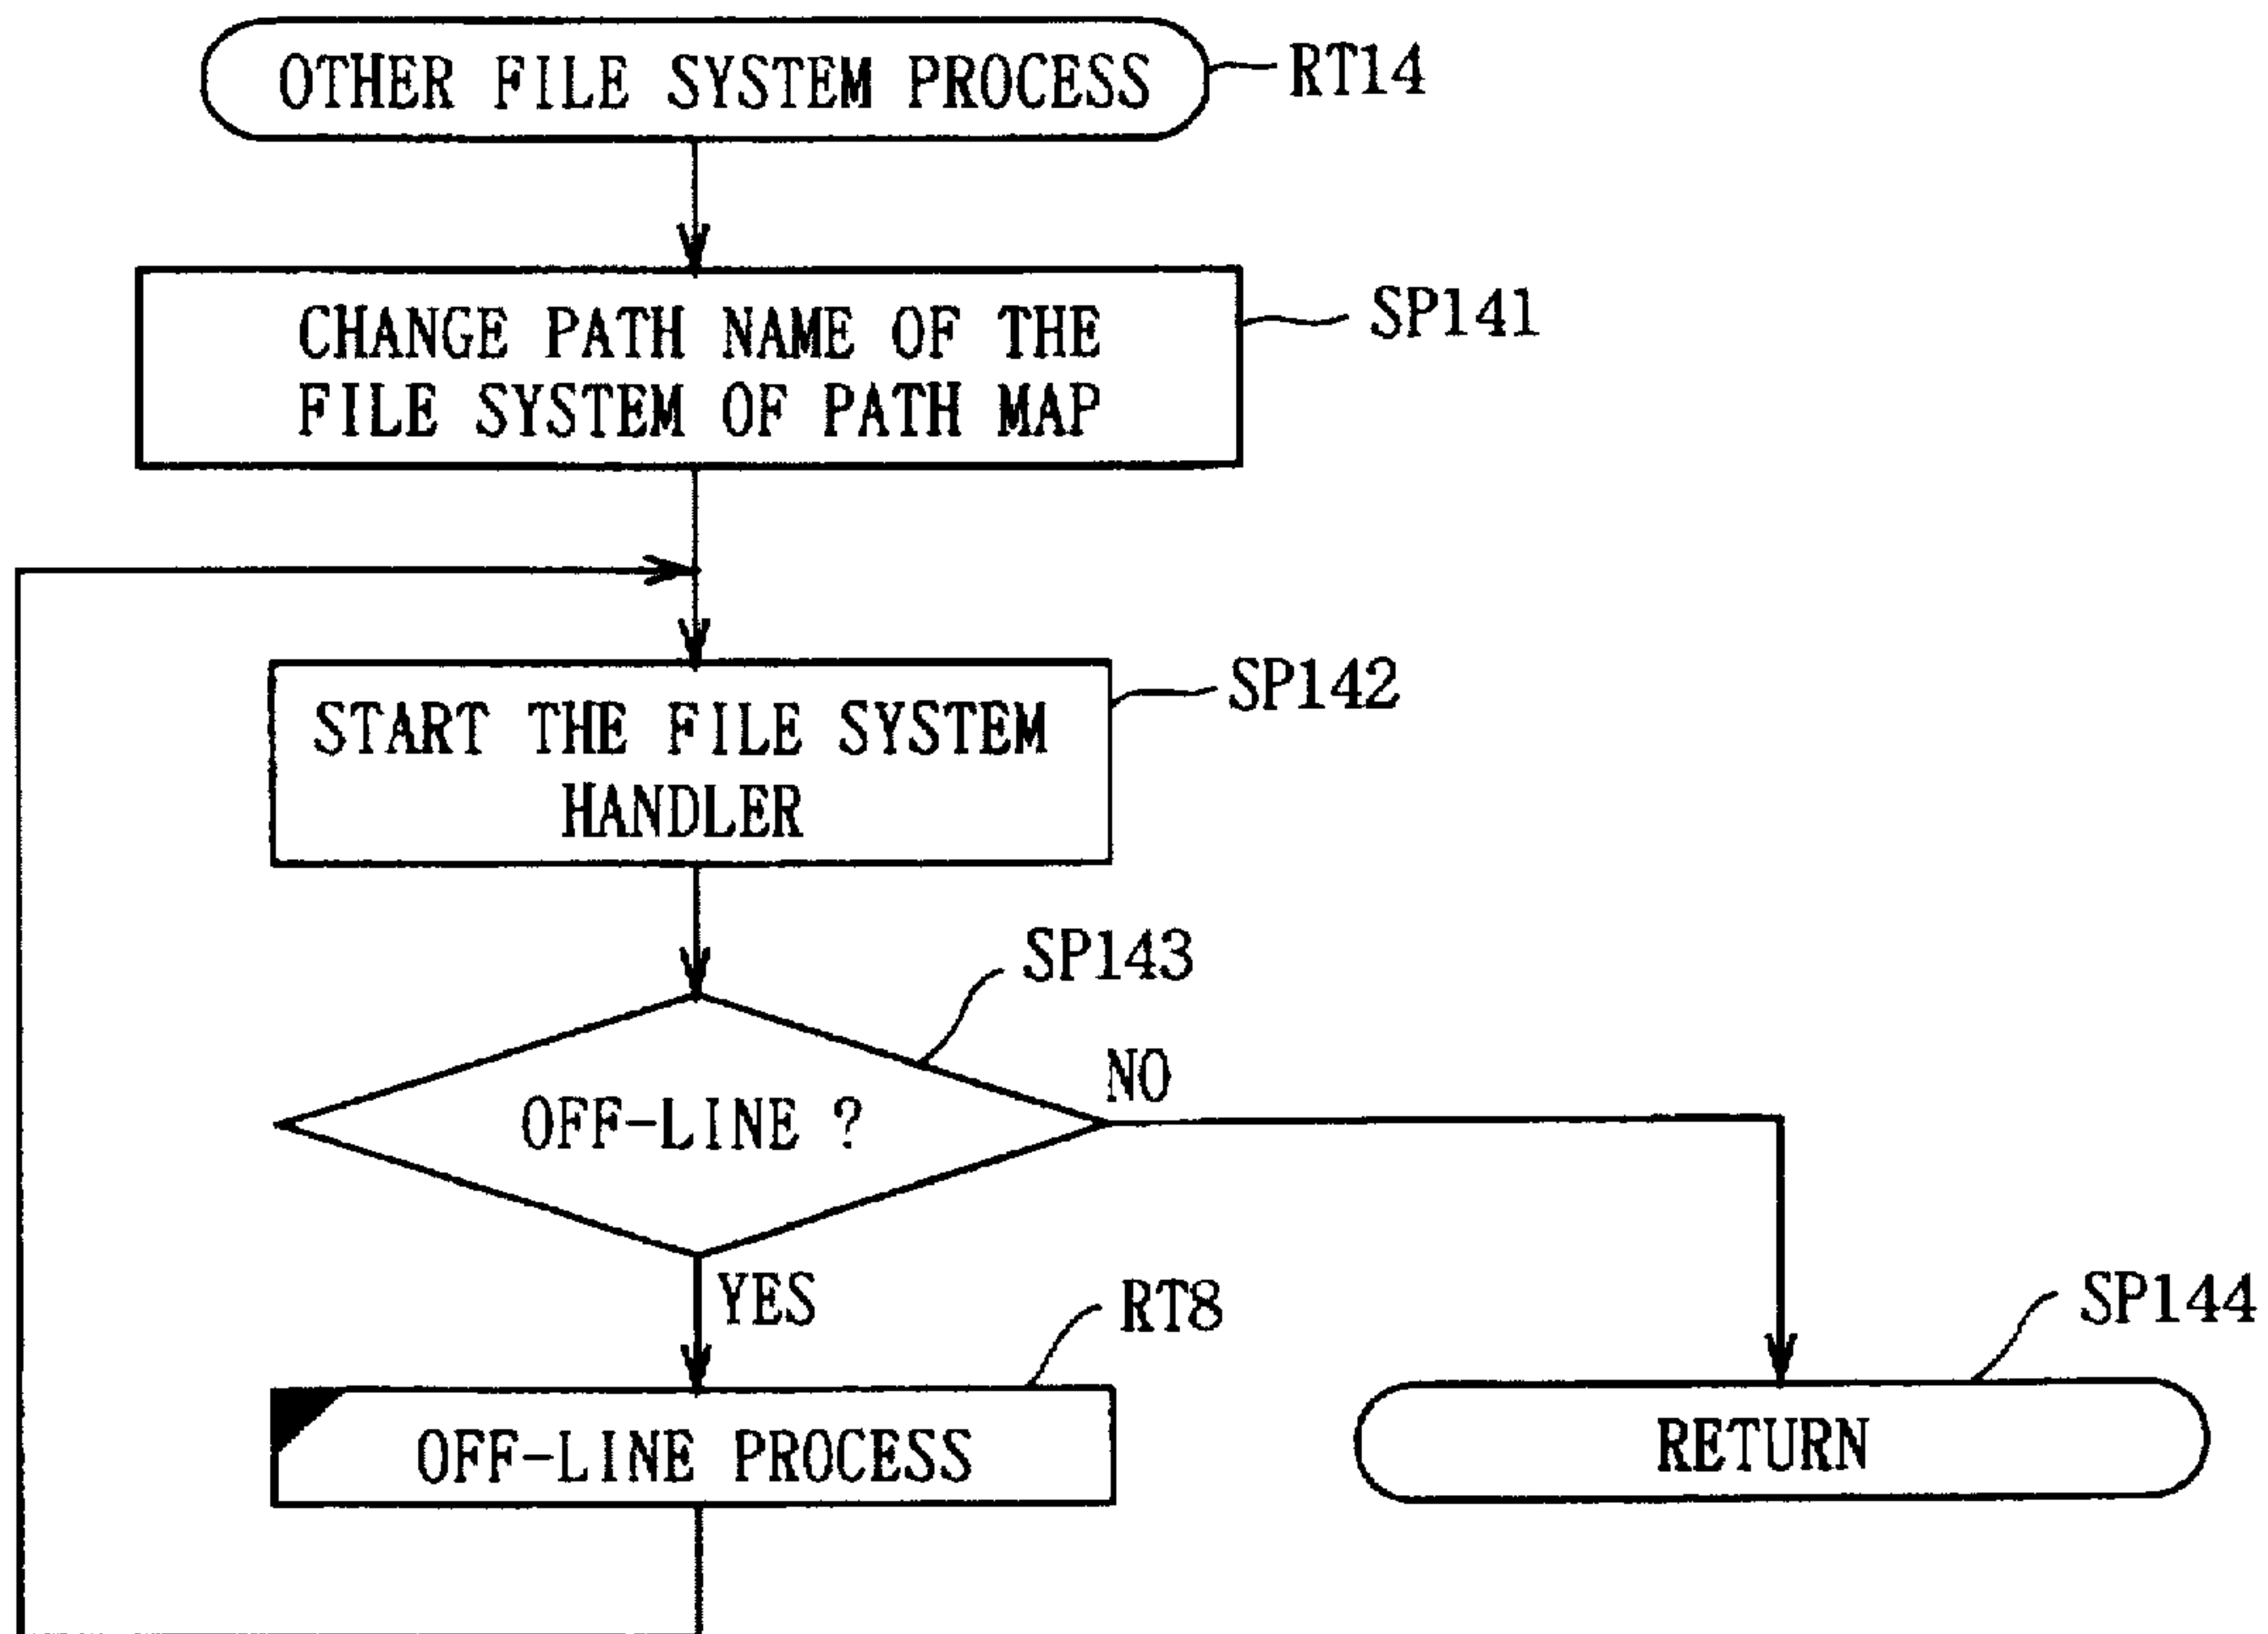 OTHER FILE SYSTEM PROCESS
RT14
CHANGE PATH NAME OF THE
FILE SYSTEM OF PATH MAP
SP141
START THE FILE SYSTEM
HANDLER
SP142
SP143
OFF-LINE ?
NO
YES
RT8
OFF-LINE PROCESS
SP144
RETURN